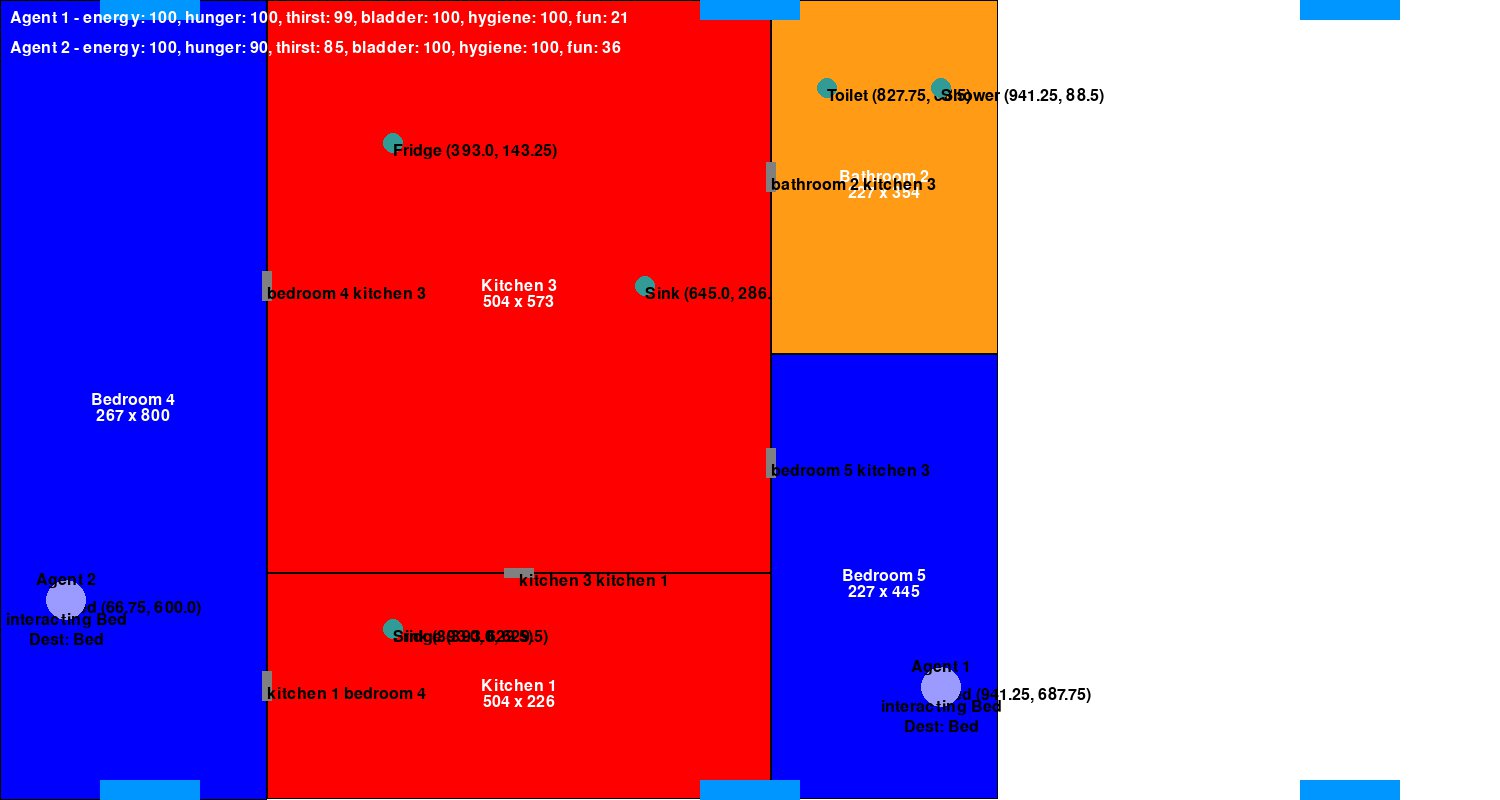 Agent 1 - energy: 100, hunger: 100, thirst: 99, bladder: 100, hygiene: 100, fun: 21
Agent 2 - energy: 100, hunger: 90, thirst: 85, bladder: 100, hygiene: 100, fun: 36
Toilet (827.75,
Shower (941.25, 88.5)
Fridge (393.0, 143.25)
Bathroom 2
227 x 354
bathroom 2 kitchen 3
bedroom 4 kitchen 3
Kitchen 3
504 x 573
Sink (645.0, 286.
Bedroom 4
267 x 800
bedroom 5 kitchen 3
Agent 2
(66.75, 600.0)
interacting Bed
Dest: Bed
kitchen 3 kitchen 1
Bedroom 5
227 x 445
Kitchen 1
504 x 226
kitchen 1 bedroom 4
Agent 1
(941.25, 687.75)
interacting Bed
Dest: Bed